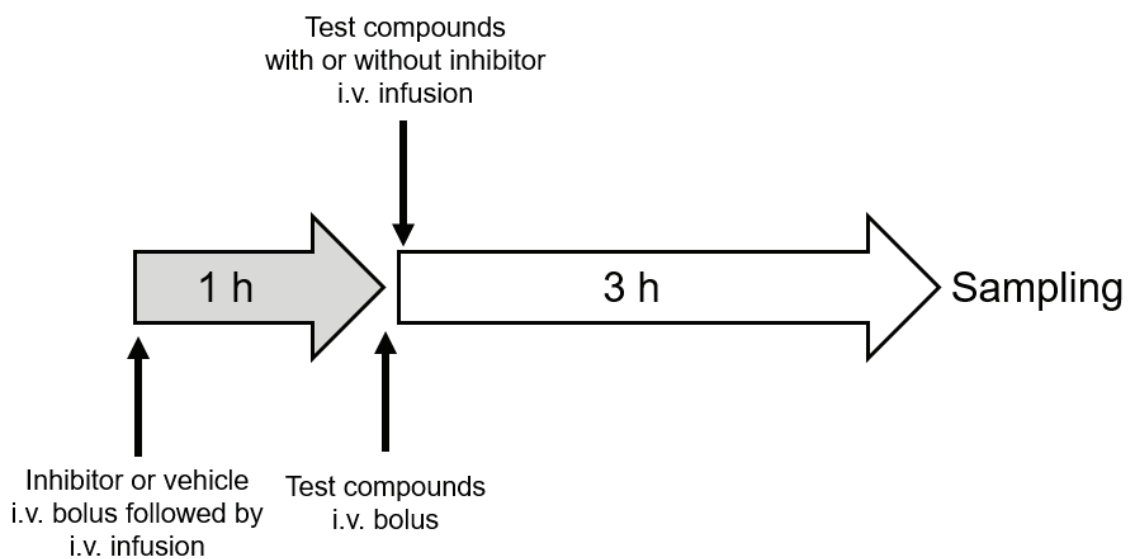 Test compounds
with or without inhibitor
i.v. infusion
1 h
3 h
Sampling
Inhibitor or vehicle
i.v. bolus followed by
i.v. infusion
Test compounds
i.v. bolus